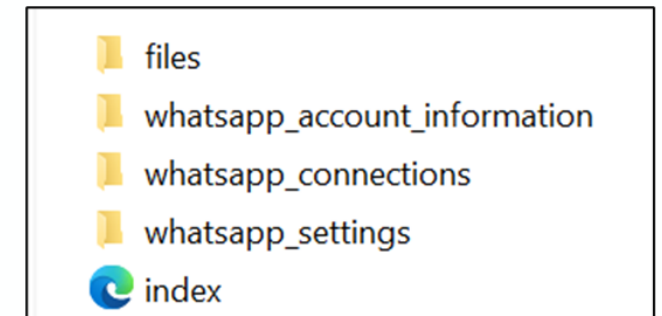 files
whatsapp_account_information
whatsapp_connections
whatsapp_settings
index